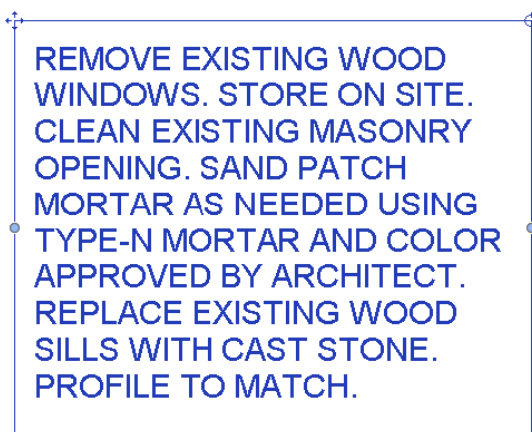 REMOVE EXISTING WOOD
WINDOWS. STORE ON SITE.
CLEAN EXISTING MASONRY
OPENING. SAND PATCH
MORTAR AS NEEDED USING
TYPE-N MORTAR AND COLOR
APPROVED BY ARCHITECT.
REPLACE EXISTING WOOD
SILLS WITH CAST STONE.
PROFILE TO MATCH.